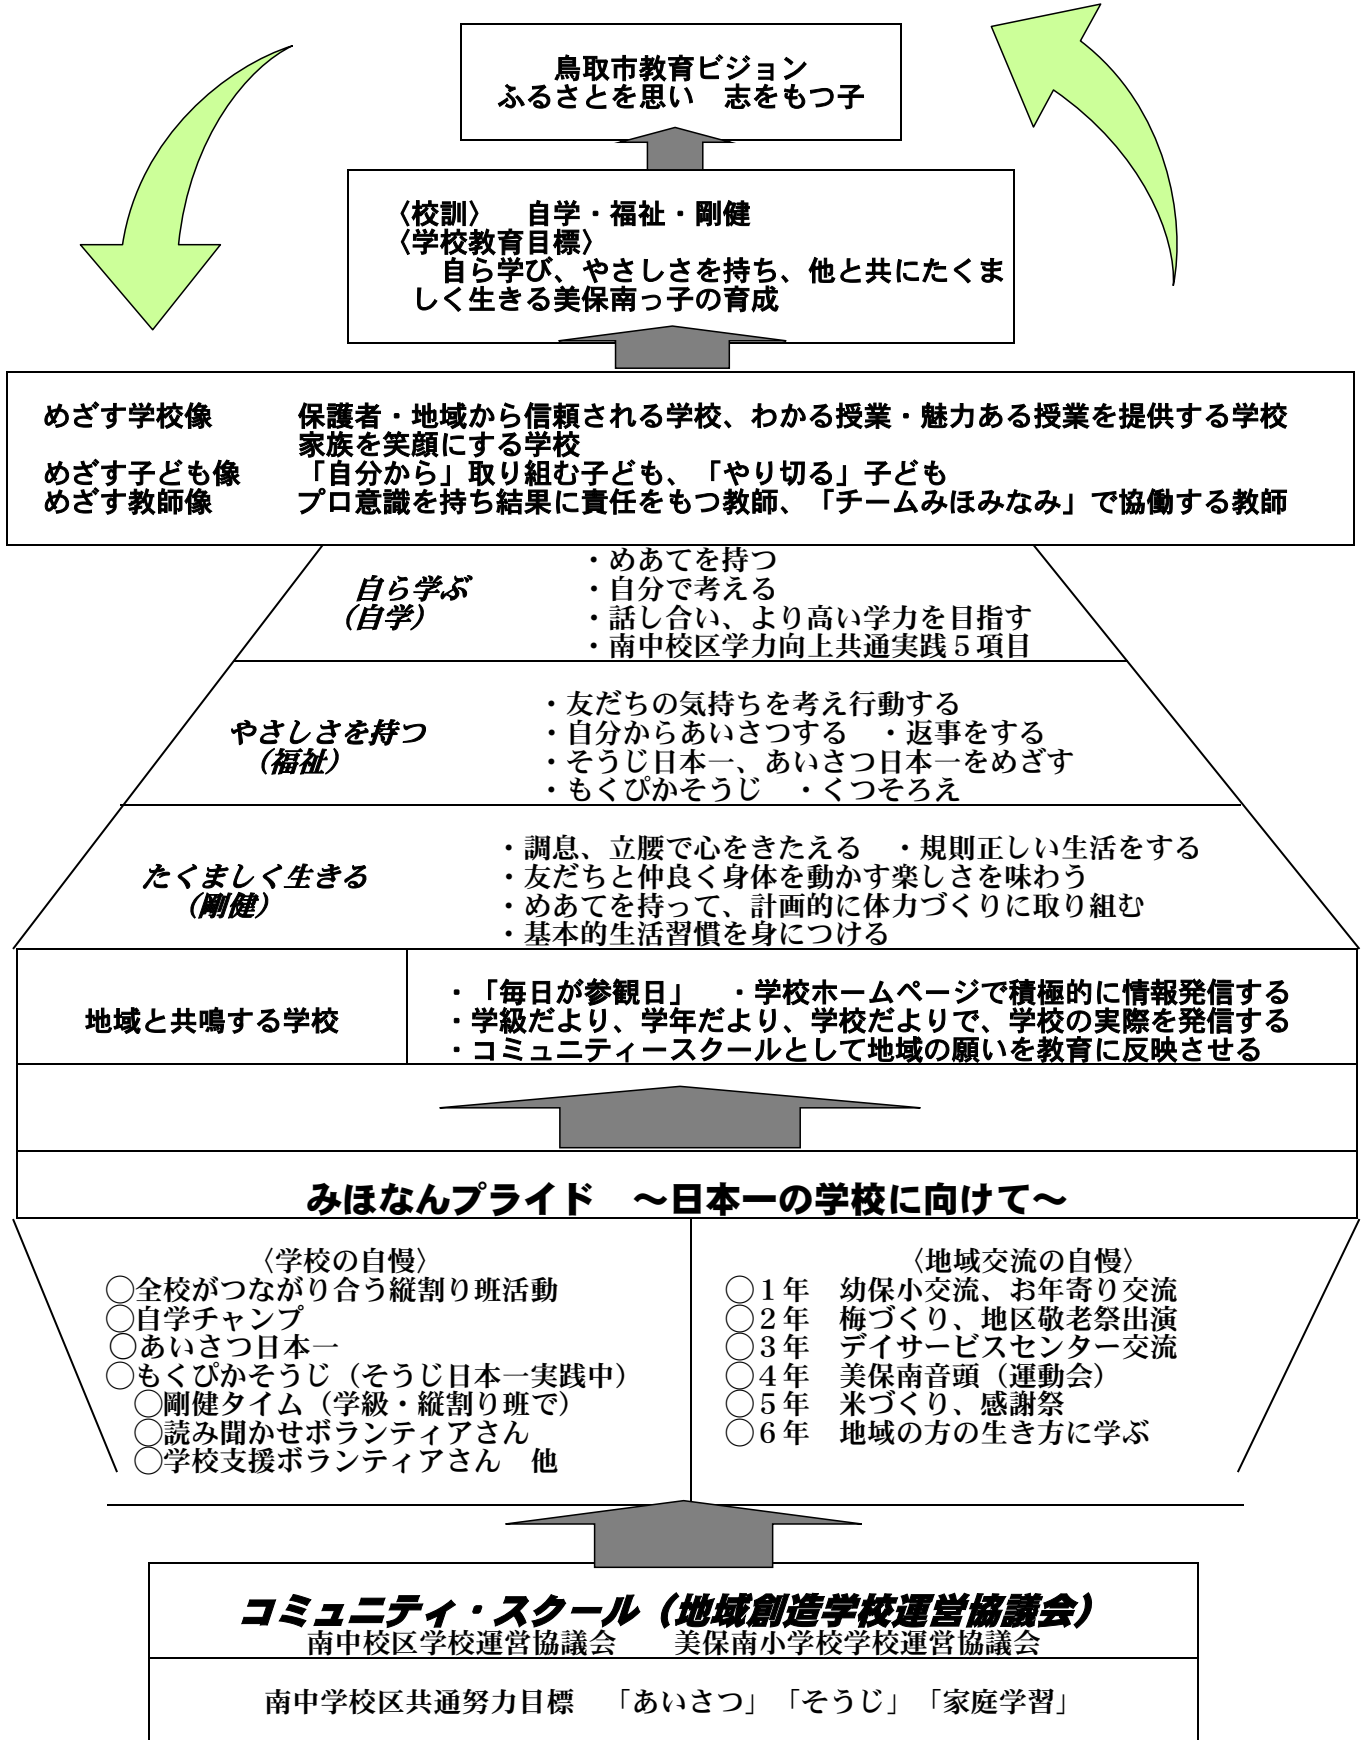 鳥取市教育ビジョン
ふるさとを思い　志をもつ子
〈校訓〉　自学・福祉・剛健
〈学校教育目標〉
自ら学び、やさしさを持ち、他と共にたくま
しく生きる美保南っ子の育成
めざす学校像　保護者・地域から信頼される学校、わかる授業・魅力ある授業を提供する学校
家族を笑顔にする学校
めざす子ども像　「自分から」取り組む子ども、「やり切る」子ども
めざす教師像　プロ意識を持ち結果に責任をもつ教師、「チームみほみなみ」で協働する教師
自ら学ぶ
（自学）
・めあてを持つ
・自分で考える
・話し合い、より高い学力を目指す
・南中校区学力向上共通実践５項目
やさしさを持つ
（福祉）
・友だちの気持ちを考え行動する
・自分からあいさつする　・返事をする
・そうじ日本一、あいさつ日本一をめざす
・もくぴかそうじ　・くつそろえ
たくましく生きる
（剛健）
・調息、立腰で心をきたえる　・規則正しい生活をする
・友だちと仲良く身体を動かす楽しさを味わう
・めあてを持って、計画的に体力づくりに取り組む
・基本的生活習慣を身につける
地域と共鳴する学校
・「毎日が参観日」　・学校ホームページで積極的に情報発信する
・学級だより、学年だより、学校だよりで、学校の実際を発信する
・コミュニティースクールとして地域の願いを教育に反映させる
みほなんプライド　～日本一の学校に向けて～
〈学校の自慢〉
○全校がつながり合う縦割り班活動
○自学チャンプ
○あいさつ日本一
○もくぴかそうじ（そうじ日本一実践中）
○剛健タイム（学級・縦割り班で）
○読み聞かせボランティアさん
○学校支援ボランティアさん　他
〈地域交流の自慢〉
○１年　幼保小交流、お年寄り交流
○２年　梅づくり、地区敬老祭出演
○３年　デイサービスセンター交流
○４年　美保南音頭（運動会）
○５年　米づくり、感謝祭
○６年　地域の方の生き方に学ぶ
コミュニティ・スクール（地域創造学校運営協議会）
南中校区学校運営協議会　　美保南小学校学校運営協議会
南中学校区共通努力目標　「あいさつ」「そうじ」「家庭学習」